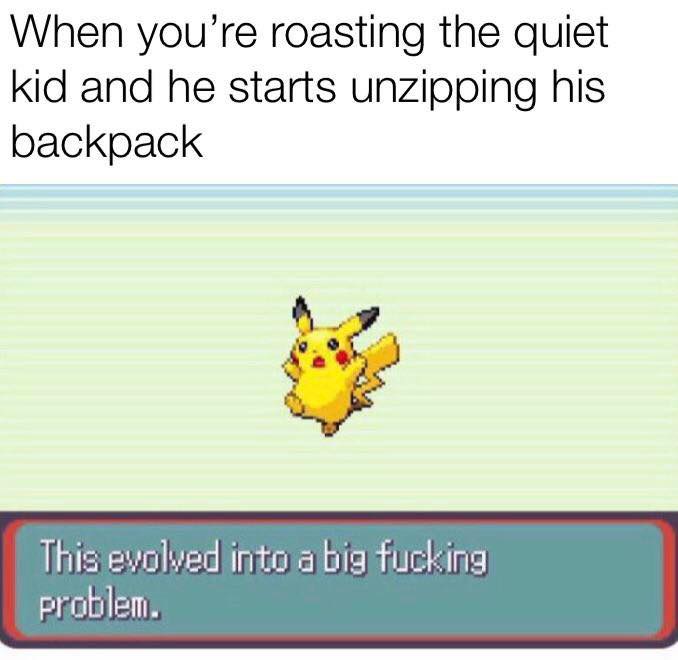 When you’re roasting the quiet
kid and he starts unzipping his
backpack
This evolved into a big fucking
problem.